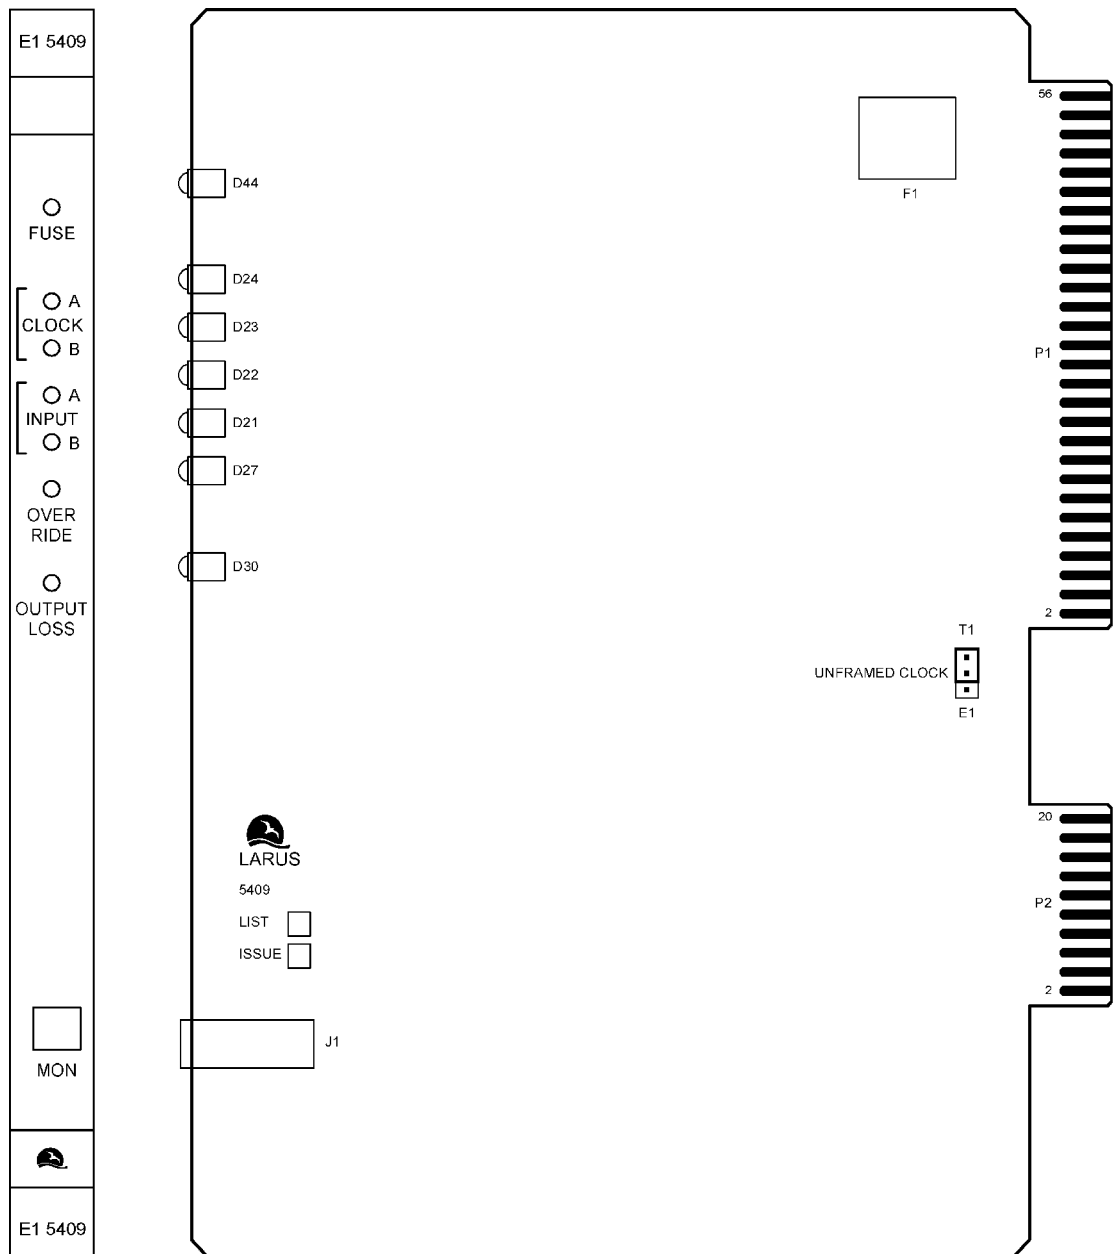 E1 5409
FUSE
A
CLOCK
B
A
INPUT
B
OVER
RIDE
OUTPUT
LOSS
MON
E1 5409
D44
D24
D23
D22
D21
D27
D30
LARUS
5409
LIST
ISSUE
J1
F1
56
P1
2
T1
UNFRAMED CLOCK
E1
20
P2
2